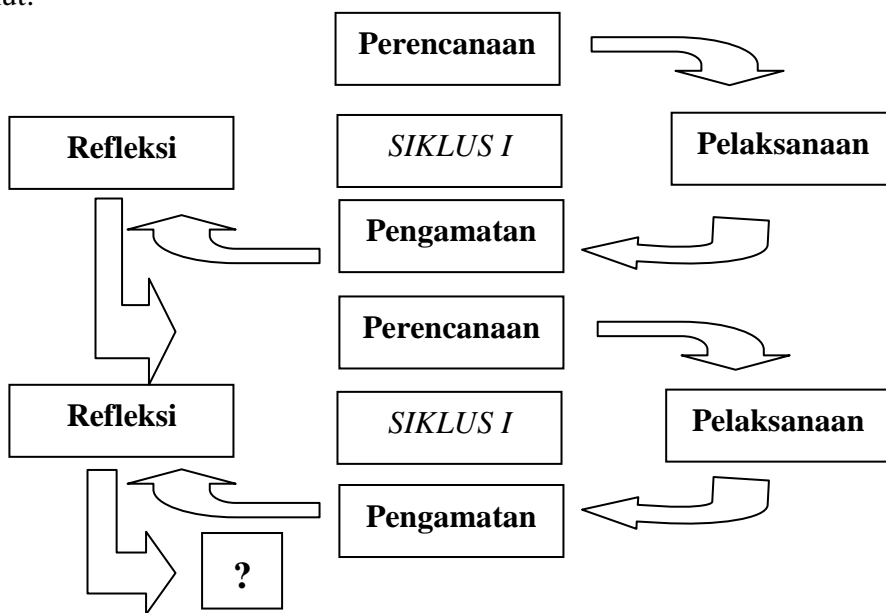 Perencanaan
Refleksi
SIKLUS I
Pelaksanaan
Pengamatan
Perencanaan
Refleksi
SIKLUS I
Pelaksanaan
Pengamatan
?